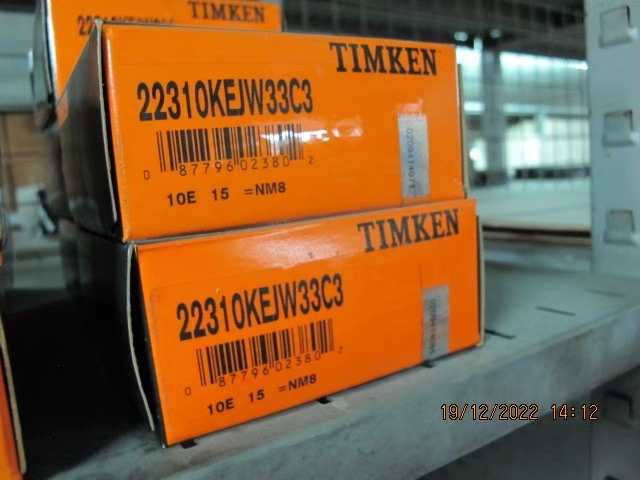 TIMKEN
TIMKEN
22310KEJW33C3
0 87796 02380 2
10E 15 =NM8
TIMKEN
22310KEJW33C3
0 87796 02380 2
10E 15 =NM8
19/12/2022 14:12